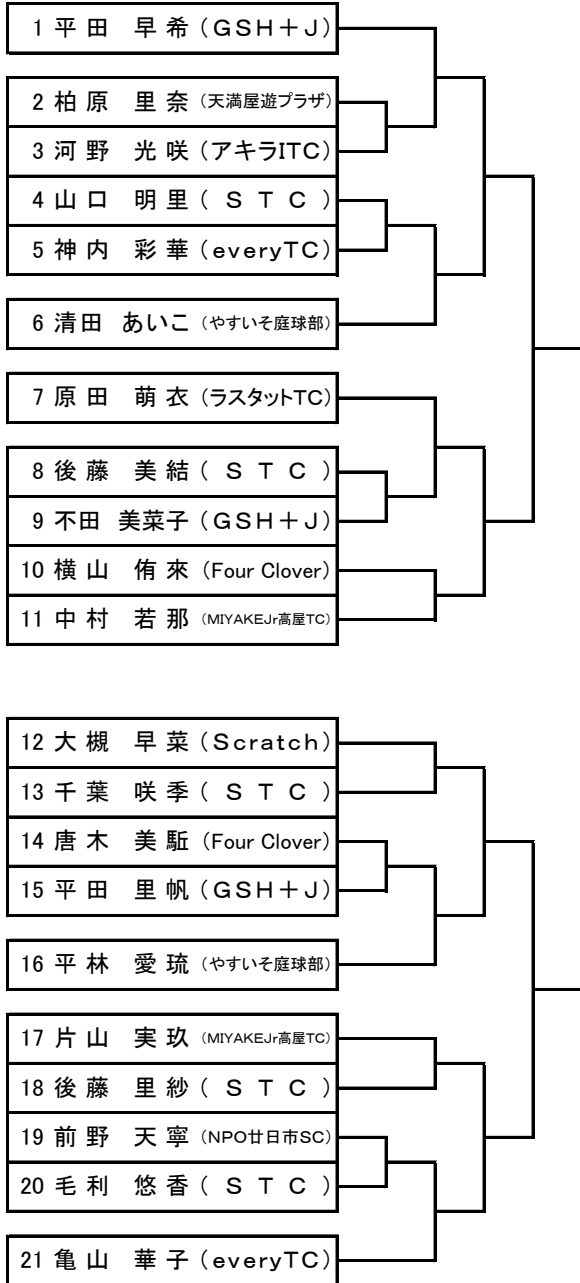 1 平田 早希 (GSH+J)
2 柏原 里奈 (天満屋遊プラザ)
3 河野 光咲 (アキラITC)
4 山口 明里 (STC)
5 神内 彩華 (everyTC)
6 清田 あいこ (やすいそ庭球部)
7 原田 萌衣 (ラスタットTC)
8 後藤 美結 (STC)
9 不田 美菜子 (GSH+J)
10 横山 侑來 (Four Clover)
11 中村 若那 (MIYAKEJr高屋TC)
12 大槻 早菜 (Scratch)
13 千葉 咲季 (STC)
14 唐木 美駈 (Four Clover)
15 平田 里帆 (GSH+J)
16 平林 愛琉 (やすいそ庭球部)
17 片山 実玖 (MIYAKEJr高屋TC)
18 後藤 里紗 (STC)
19 前野 天寧 (NPO廿日市SC)
20 毛利 悠香 (STC)
21 亀山 華子 (everyTC)